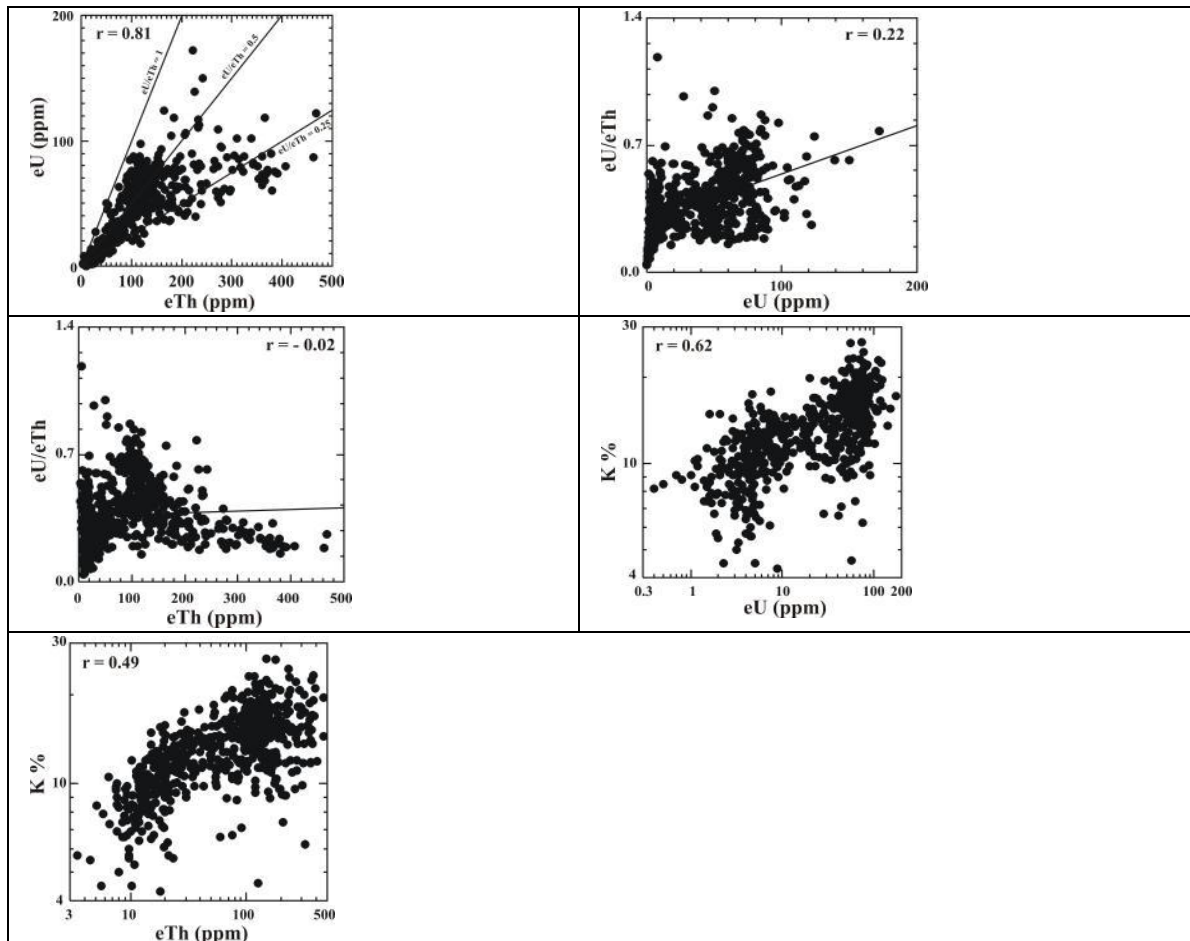 200
r = 0.81
eU/eTh = 1
eU/eTh = 0.5
eU/eTh = 0.25
eU (ppm)
100
0
0 100 200 300 400 500
eTh (ppm)
1.4
r = 0.22
eU/eTh
0.7
0.0
0 100 200
eU (ppm)
1.4
r = - 0.02
eU/eTh
0.7
0.0
0 100 200 300 400 500
eTh (ppm)
30
r = 0.62
K %
10
4
0.3 1 10 100 200
eU (ppm)
30
r = 0.49
K %
10
4
3 10 100 500
eTh (ppm)